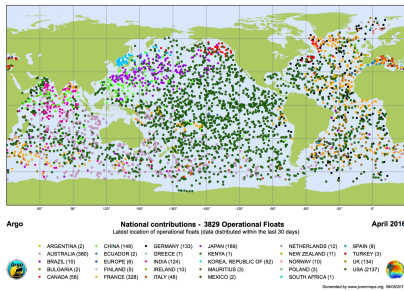 Argo
National contributions - 3829 Operational Floats
April 2016
Latest location of operational floats (data distributed within the last 30 days)
ARGENTINA (2)
AUSTRALIA (360)
BRAZIL (10)
BULGARIA (2)
CANADA (58)
CHINA (149)
ECUADOR (2)
EUROPE (6)
FINLAND (5)
FRANCE (328)
GERMANY (133)
GREECE (7)
INDIA (124)
IRELAND (10)
ITALY (46)
JAPAN (189)
KENYA (1)
KOREA, REPUBLIC OF (52)
MAURITIUS (3)
MEXICO (2)
NETHERLANDS (12)
NEW ZEALAND (11)
NORWAY (10)
POLAND (3)
SOUTH AFRICA (1)
SPAIN (9)
TURKEY (3)
UK (134)
USA (2137)
Argo
Generated by www.jcommops.org,